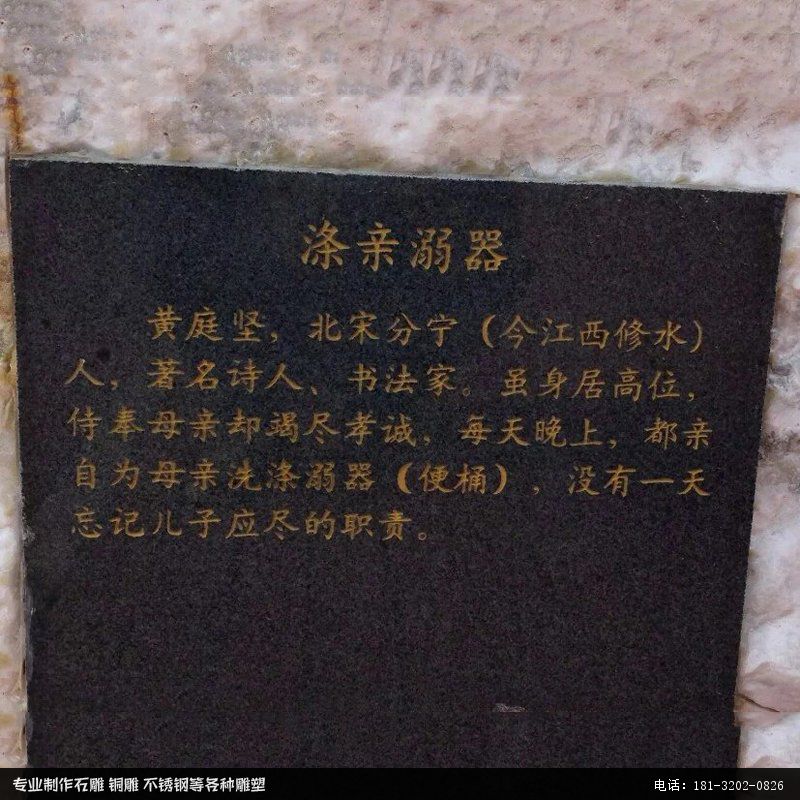 涤亲溺器
黄庭坚，北宋分宁（今江西修水）
人，著名诗人、书法家。虽身居高位，
侍奉母亲却竭尽孝诚，每天晚上，都亲
自为母亲洗涤溺器（便桶），没有一天
忘记儿子应尽的职责。
专业制作石雕 铜雕 不锈钢等各种雕塑
电话：181-3202-0826